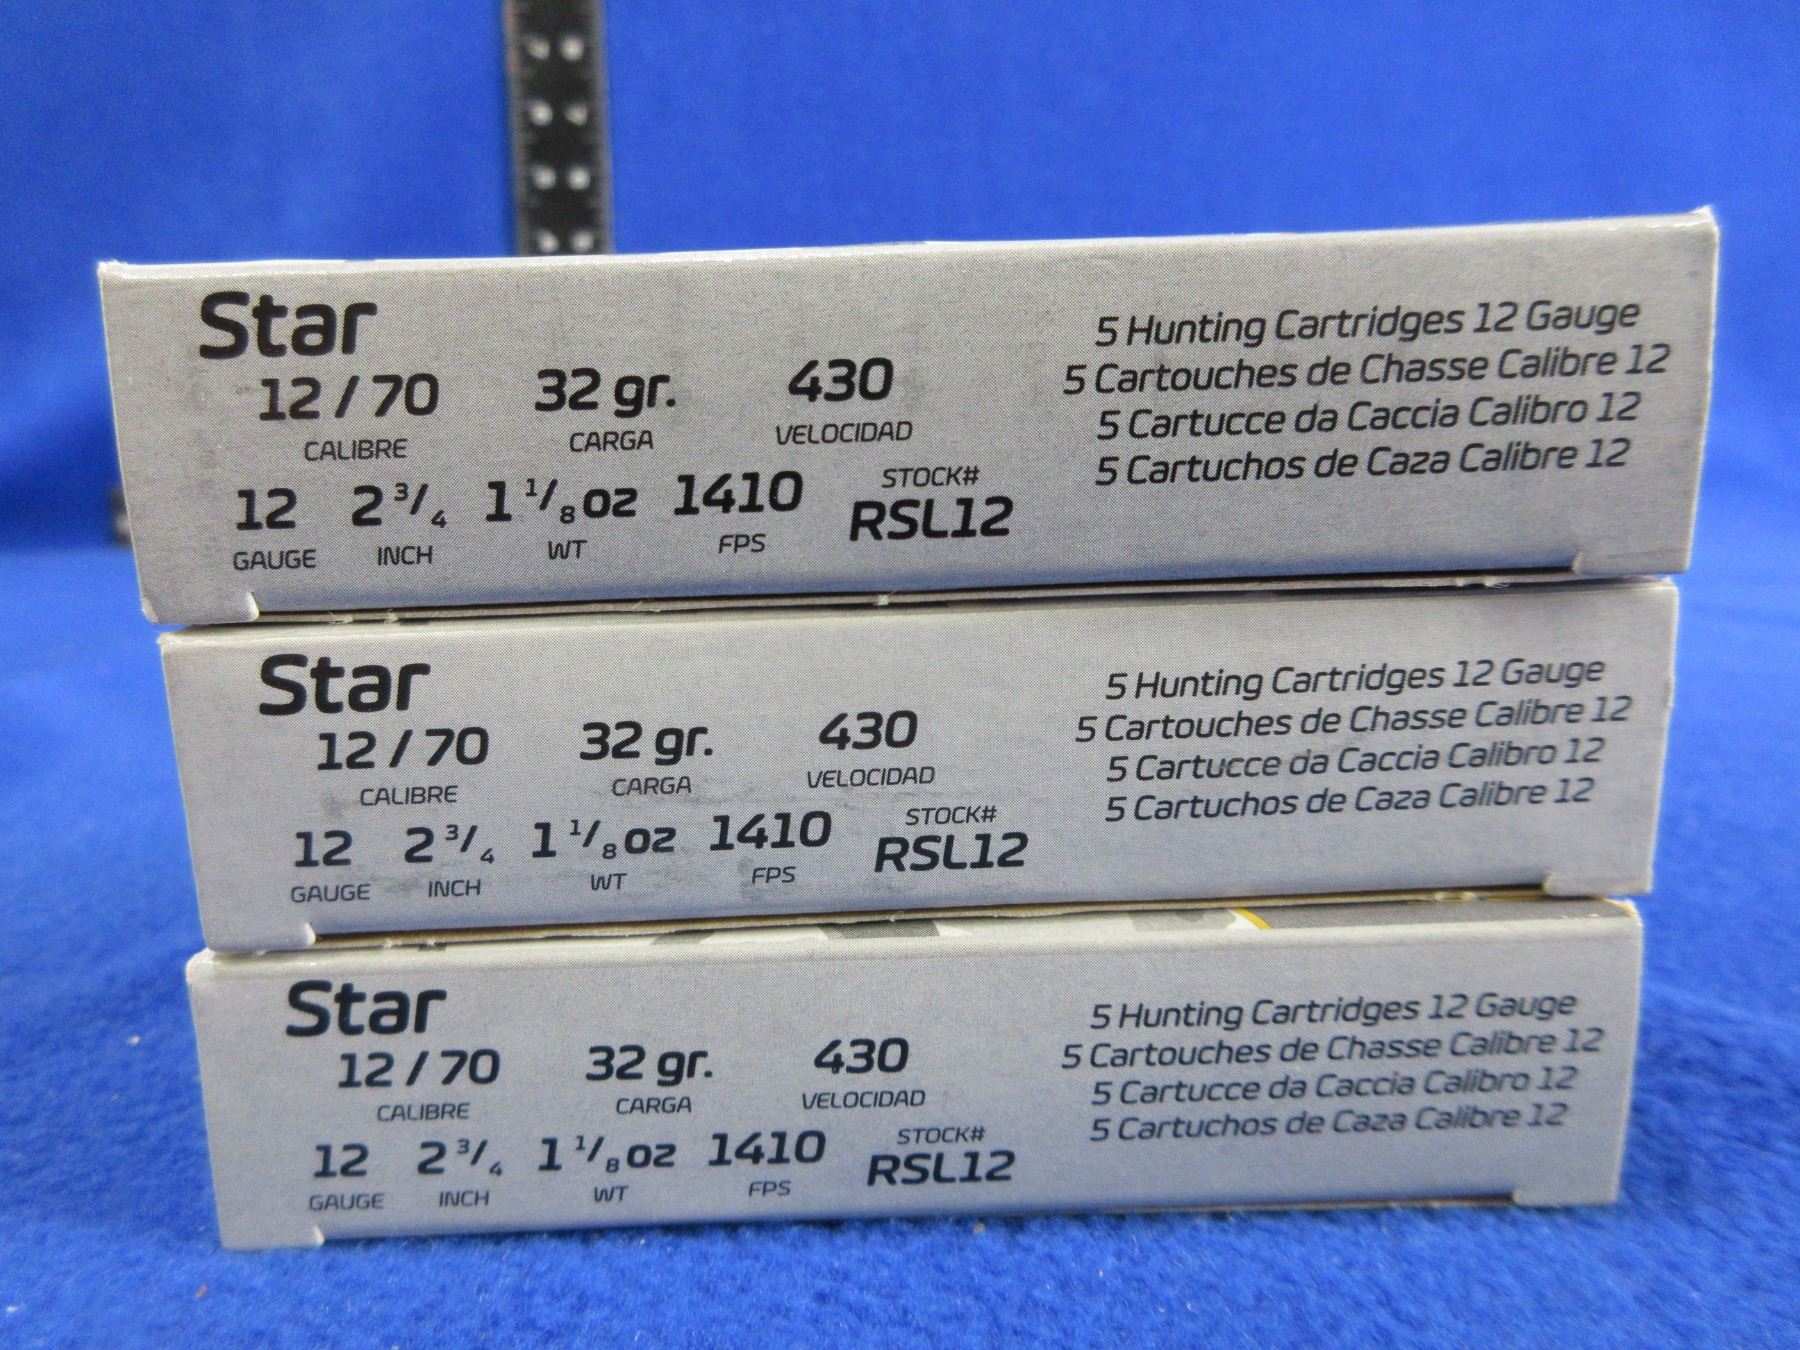 Star
12 / 70 32 gr. 430
CALIBRE CARGA VELOCIDAD
12 2 3/4 1 1/8 oz 1410 STOCK# RSL12
GAUGE INCH WT FPS
5 Hunting Cartridges 12 Gauge
5 Cartouches de Chasse Calibre 12
5 Cartucce da Caccia Calibro 12
5 Cartuchos de Caza Calibre 12
Star
12 / 70 32 gr. 430
CALIBRE CARGA VELOCIDAD
12 2 3/4 1 1/8 oz 1410 STOCK# RSL12
GAUGE INCH WT FPS
5 Hunting Cartridges 12 Gauge
5 Cartouches de Chasse Calibre 12
5 Cartucce da Caccia Calibro 12
5 Cartuchos de Caza Calibre 12
Star
12 / 70 32 gr. 430
CALIBRE CARGA VELOCIDAD
12 2 3/4 1 1/8 oz 1410 STOCK# RSL12
GAUGE INCH WT FPS
5 Hunting Cartridges 12 Gauge
5 Cartouches de Chasse Calibre 12
5 Cartucce da Caccia Calibro 12
5 Cartuchos de Caza Calibre 12